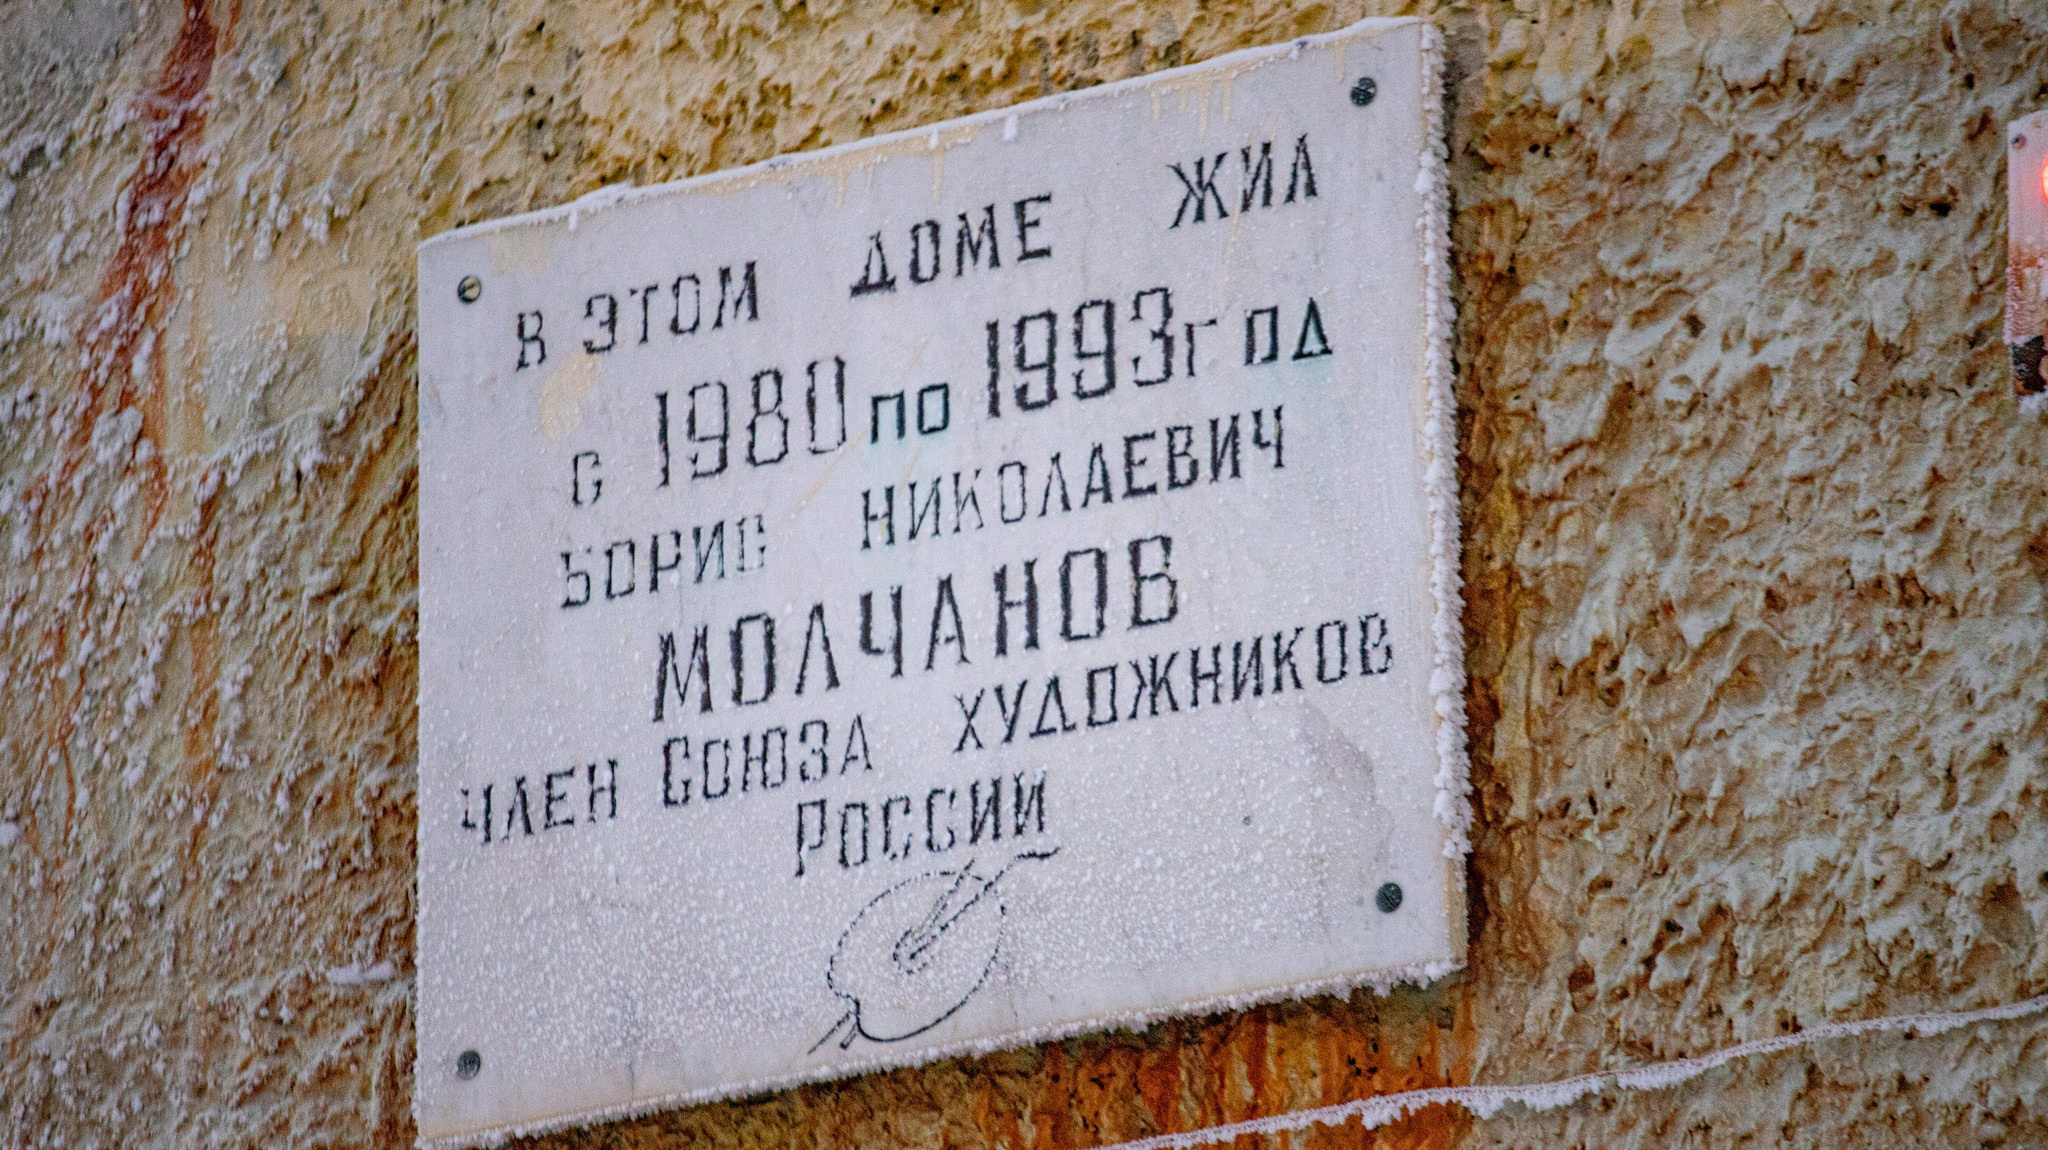 В ЭТОМ ДОМЕ ЖИЛ
С 1980 ПО 1993 ГОД
БОРИС НИКОЛАЕВИЧ
МОЛЧАНОВ
ЧЛЕН СОЮЗА ХУДОЖНИКОВ
РОССИИ